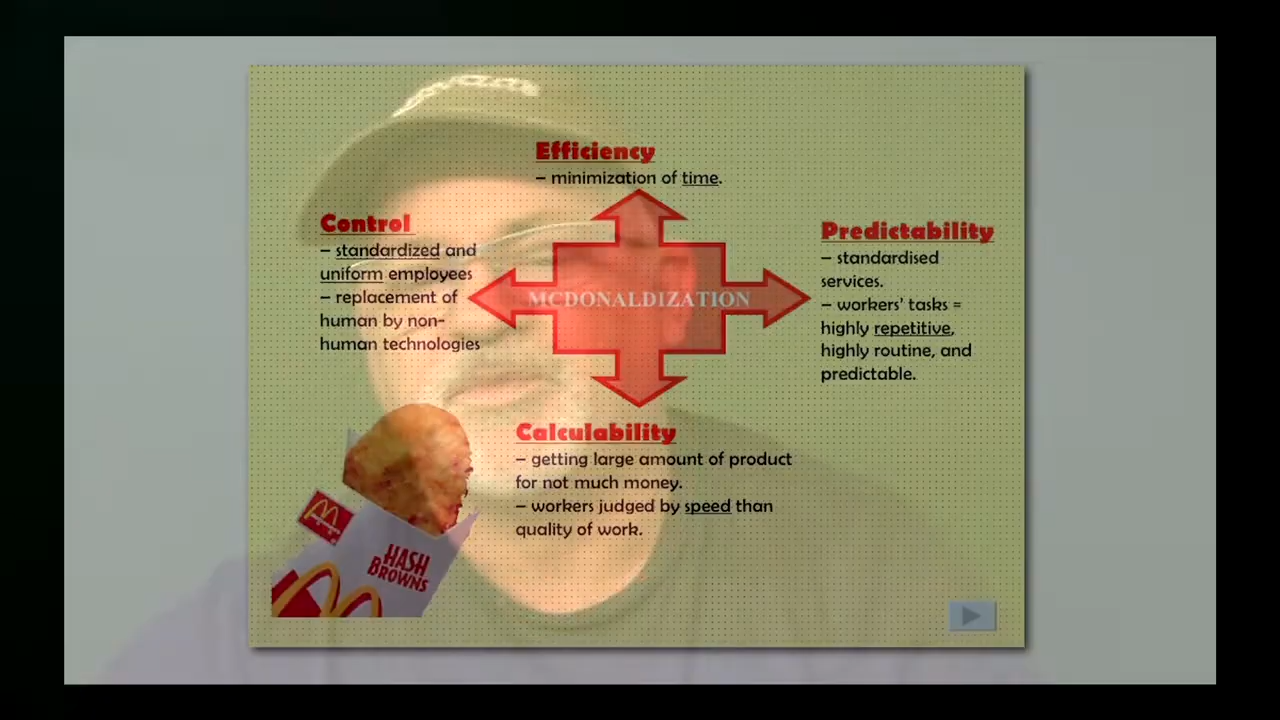 Efficiency
– minimization of time.
Control
– standardized and
uniform employees
– replacement of
human by non-
human technologies
MCDONALDIZATION
Predictability
– standardised
services.
– workers' tasks =
highly repetitive,
highly routine, and
predictable.
Calculability
– getting large amount of product
for not much money.
– workers judged by speed than
quality of work.
HASH
BROWNS